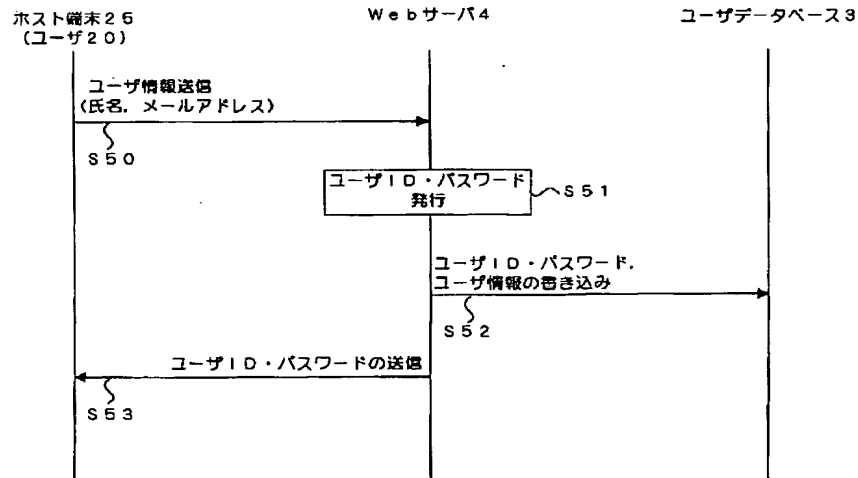 ホスト端末25
(ユーザ20)
Webサーバ4
ユーザデータベース3
ユーザ情報送信
(氏名,メールアドレス)
S50
ユーザID・パスワード
発行
S51
ユーザID・パスワード,
ユーザ情報の書き込み
S52
ユーザID・パスワードの送信
S53